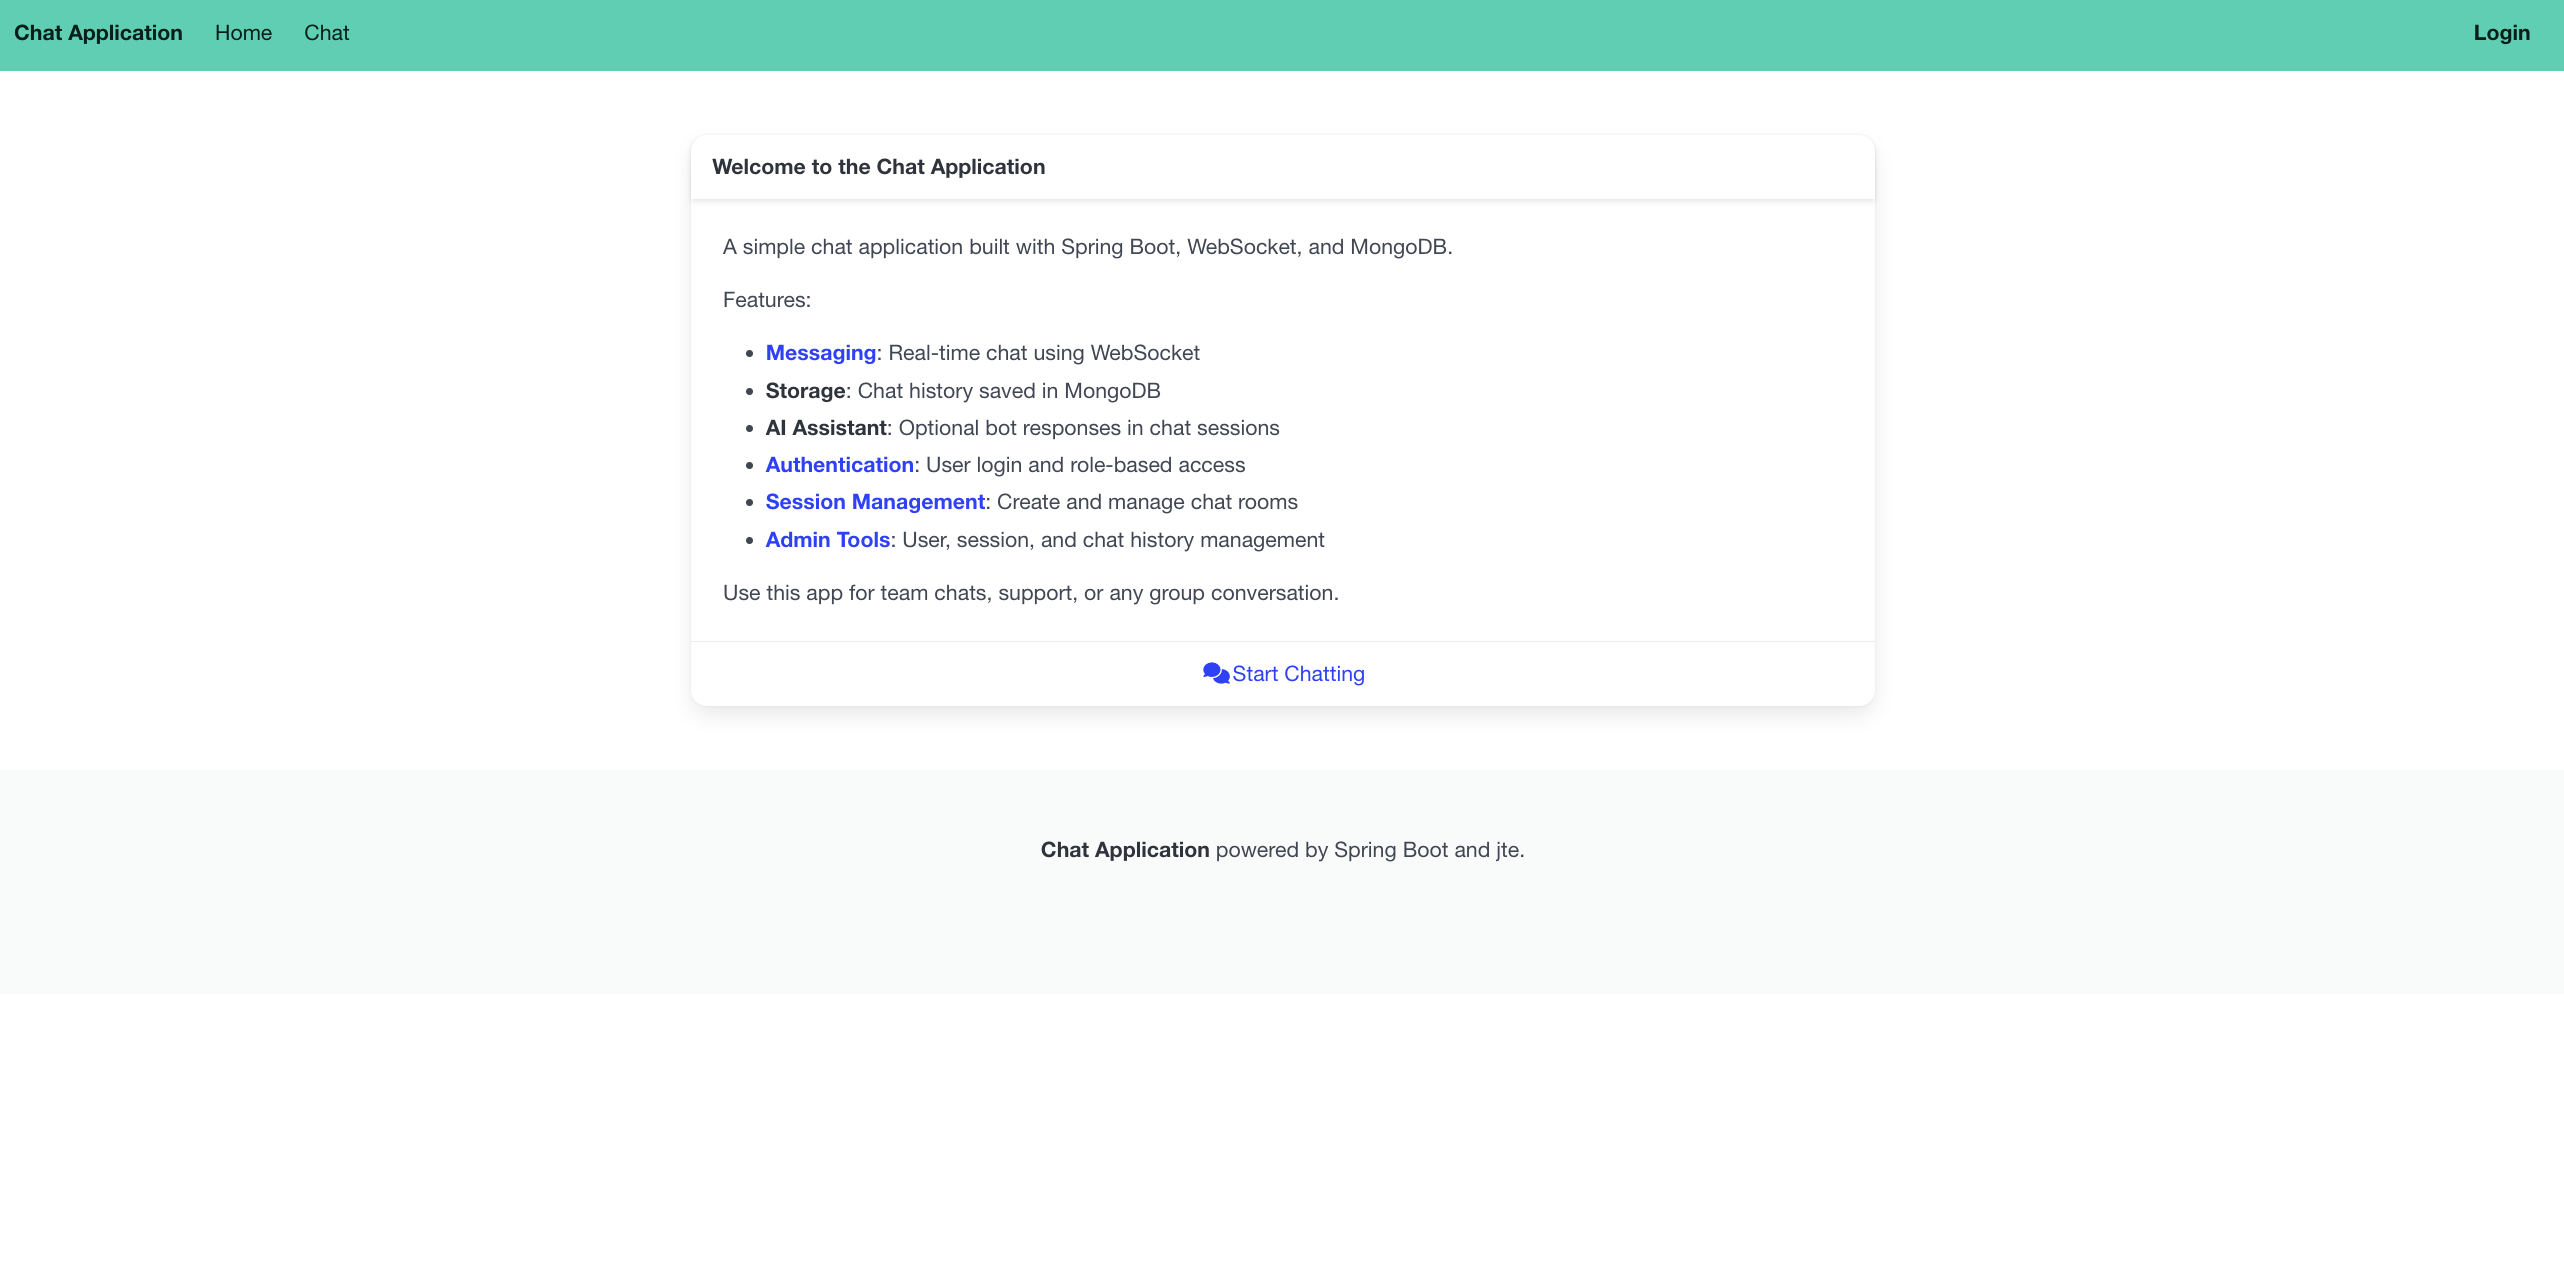 Chat Application Home Chat Login
Welcome to the Chat Application
A simple chat application built with Spring Boot, WebSocket, and MongoDB.
Features:
Messaging: Real-time chat using WebSocket
Storage: Chat history saved in MongoDB
AI Assistant: Optional bot responses in chat sessions
Authentication: User login and role-based access
Session Management: Create and manage chat rooms
Admin Tools: User, session, and chat history management
Use this app for team chats, support, or any group conversation.
Start Chatting
Chat Application powered by Spring Boot and jte.